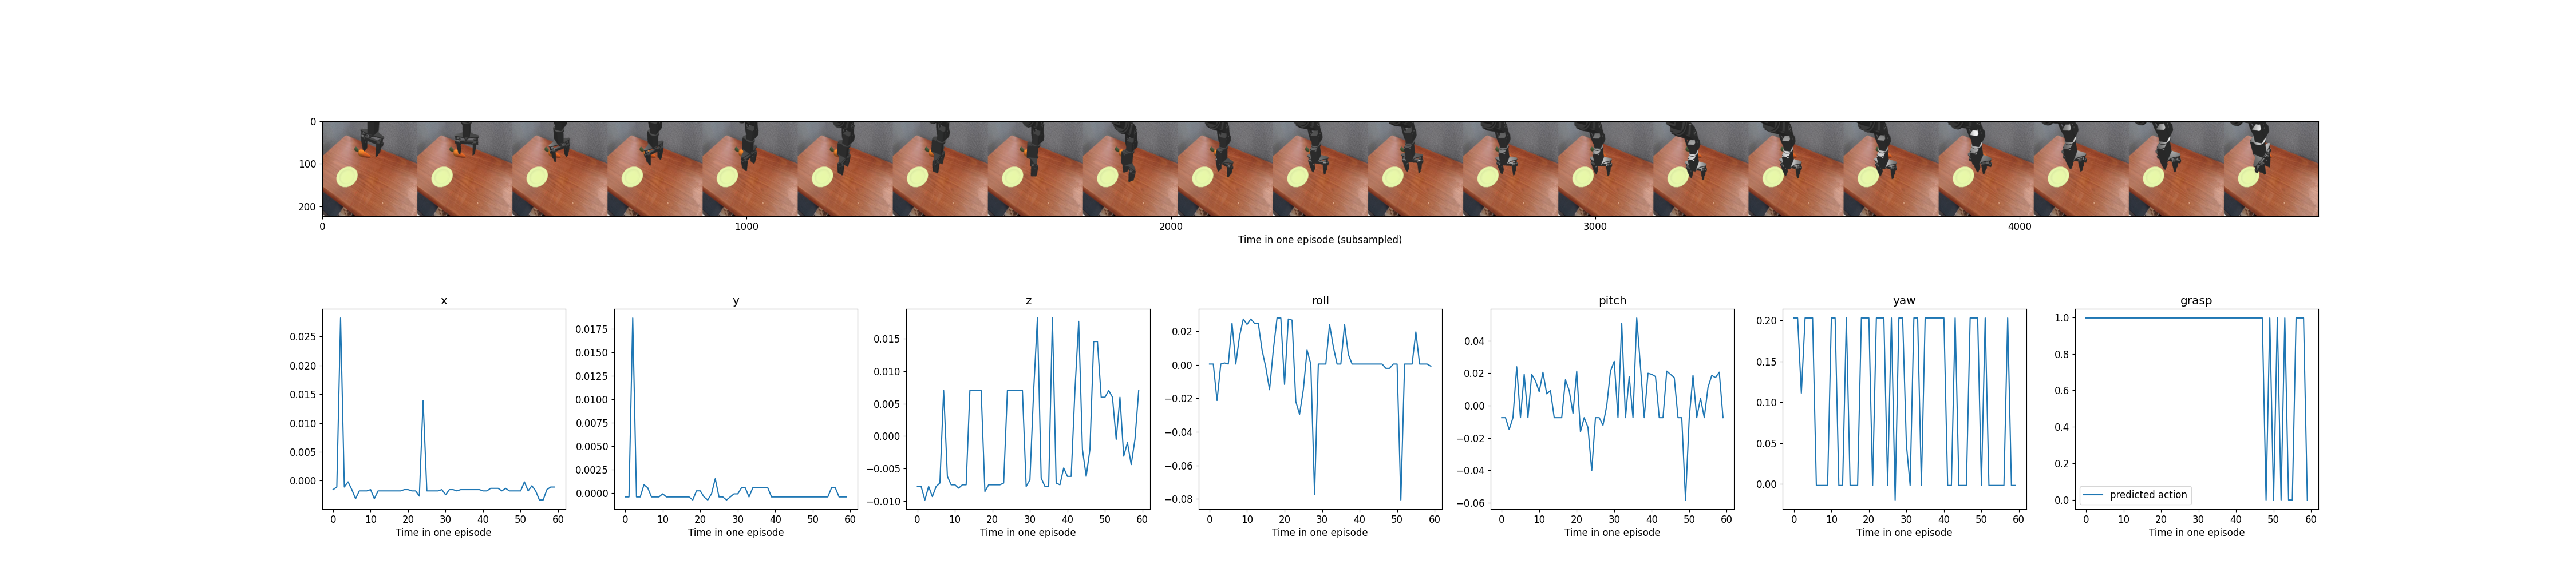 0
100
200
0 1000 2000 3000 4000
Time in one episode (subsampled)
x y z roll pitch yaw grasp
0.025
0.020
0.015
0.010
0.005
0.000
0 10 20 30 40 50 60
Time in one episode
0.0175
0.0150
0.0125
0.0100
0.0075
0.0050
0.0025
0.0000
0 10 20 30 40 50 60
Time in one episode
0.015
0.010
0.005
0.000
−0.005
−0.010
0 10 20 30 40 50 60
Time in one episode
0.02
0.00
−0.02
−0.04
−0.06
−0.08
0 10 20 30 40 50 60
Time in one episode
0.04
0.02
0.00
−0.02
−0.04
−0.06
0 10 20 30 40 50 60
Time in one episode
0.20
0.15
0.10
0.05
0.00
0 10 20 30 40 50 60
Time in one episode
1.0
0.8
0.6
0.4
0.2
0.0
predicted action
0 10 20 30 40 50 60
Time in one episode